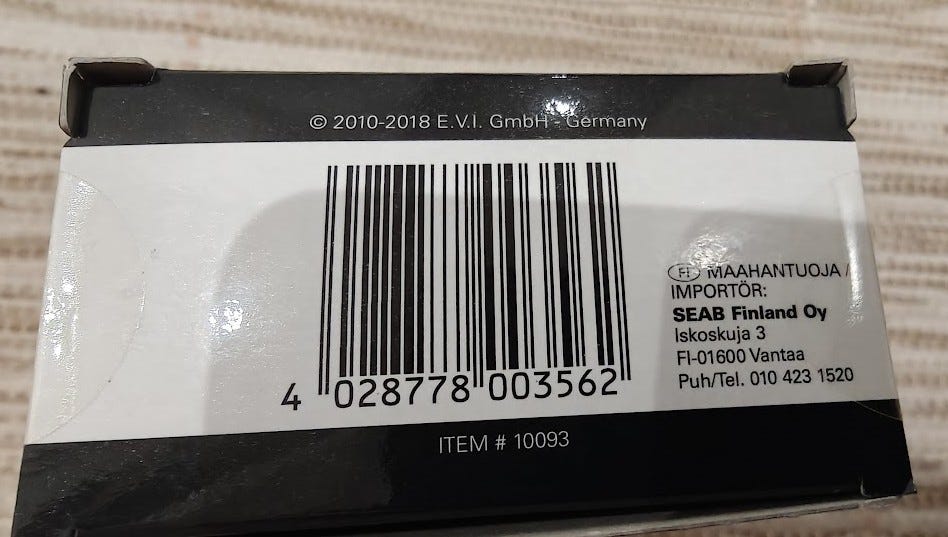 © 2010-2018 E.V.I. GmbH - Germany
4 028778 003562
FI MAAHANTUOJA /
IMPORTÖR:
SEAB Finland Oy
Iskoskuja 3
FI-01600 Vantaa
Puh/Tel. 010 423 1520
ITEM # 10093